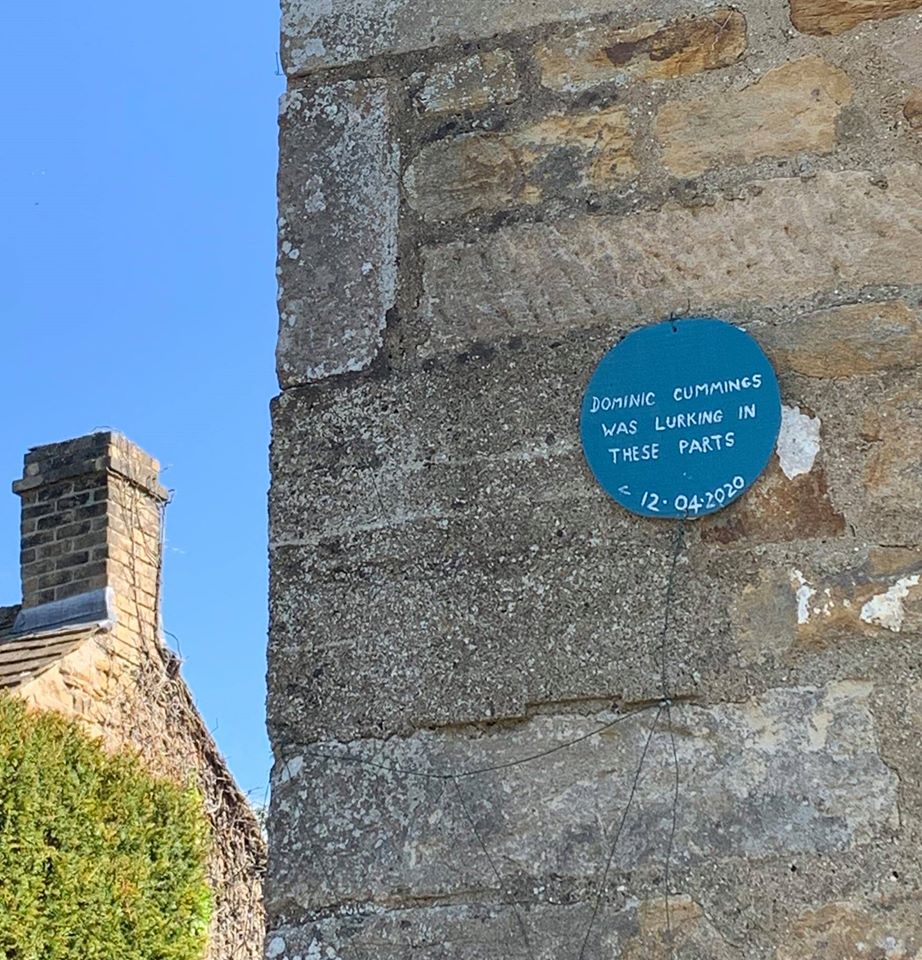 DOMINIC CUMMINGS
WAS LURKING IN
THESE PARTS
12.04.2020